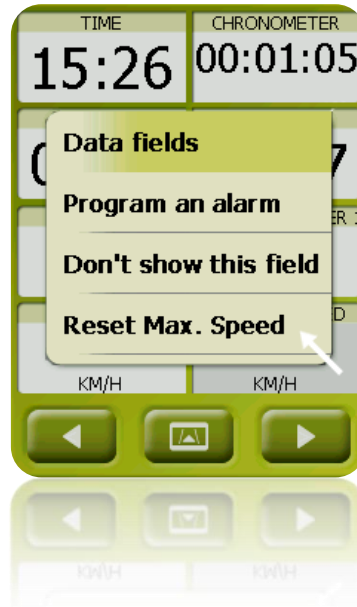 TIME CHRONOMETER
15:26 00:01:05
Data fields
Program an alarm
Don't show this field
Reset Max. Speed
KM/H KM/H